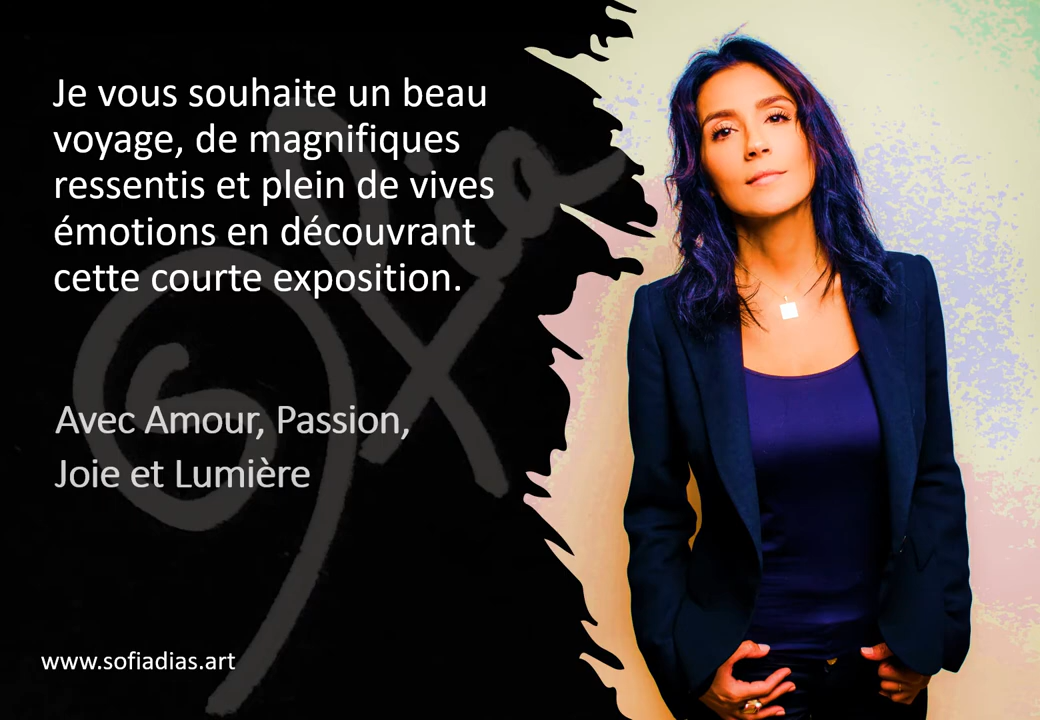 Je vous souhaite un beau
voyage, de magnifiques
ressentis et plein de vives
émotions en découvrant
cette courte exposition.
Avec Amour, Passion,
Joie et Lumière
www.sofiadias.art